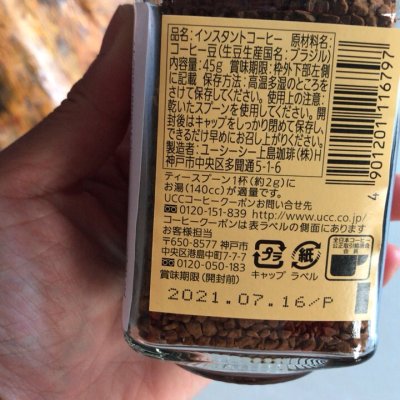 品名:インスタントコーヒー 原材料名:
コーヒー豆(生豆生産国名:ブラジル)
内容量:45g 賞味期限:枠外下部左側
に記載 保存方法:高温多湿のところを
さけて保存してください。使用上の注意:
乾いたスプーンを使用してください。開
封後はキャップをしっかり閉めて保存し、
できるだけ早めにお召し上がりください。
製造者:ユーシーシー上島珈琲(株)H
神戸市中央区多聞通5-1-6
ティースプーン1杯(約2g)に
お湯(140cc)が適量です。
UCCコーヒークーポンお問い合せ先
0120-151-839 http://www.ucc.co.jp/
コーヒークーポンは表ラベルの側面にあります
お客様担当
〒650-8577 神戸市
中央区港島中町7-7-7
0120-050-183
プラ 紙
キャップ ラベル
賞味期限(開封前)
2021.07.16/P
4901201116797